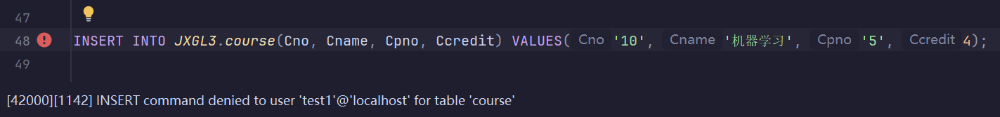 47
48 INSERT INTO JXGL3.course(Cno, Cname, Cpno, Ccredit) VALUES( Cno '10', Cname '机器学习', Cpno '5', Ccredit 4);
49
[42000][1142] INSERT command denied to user 'test1'@'localhost' for table 'course'